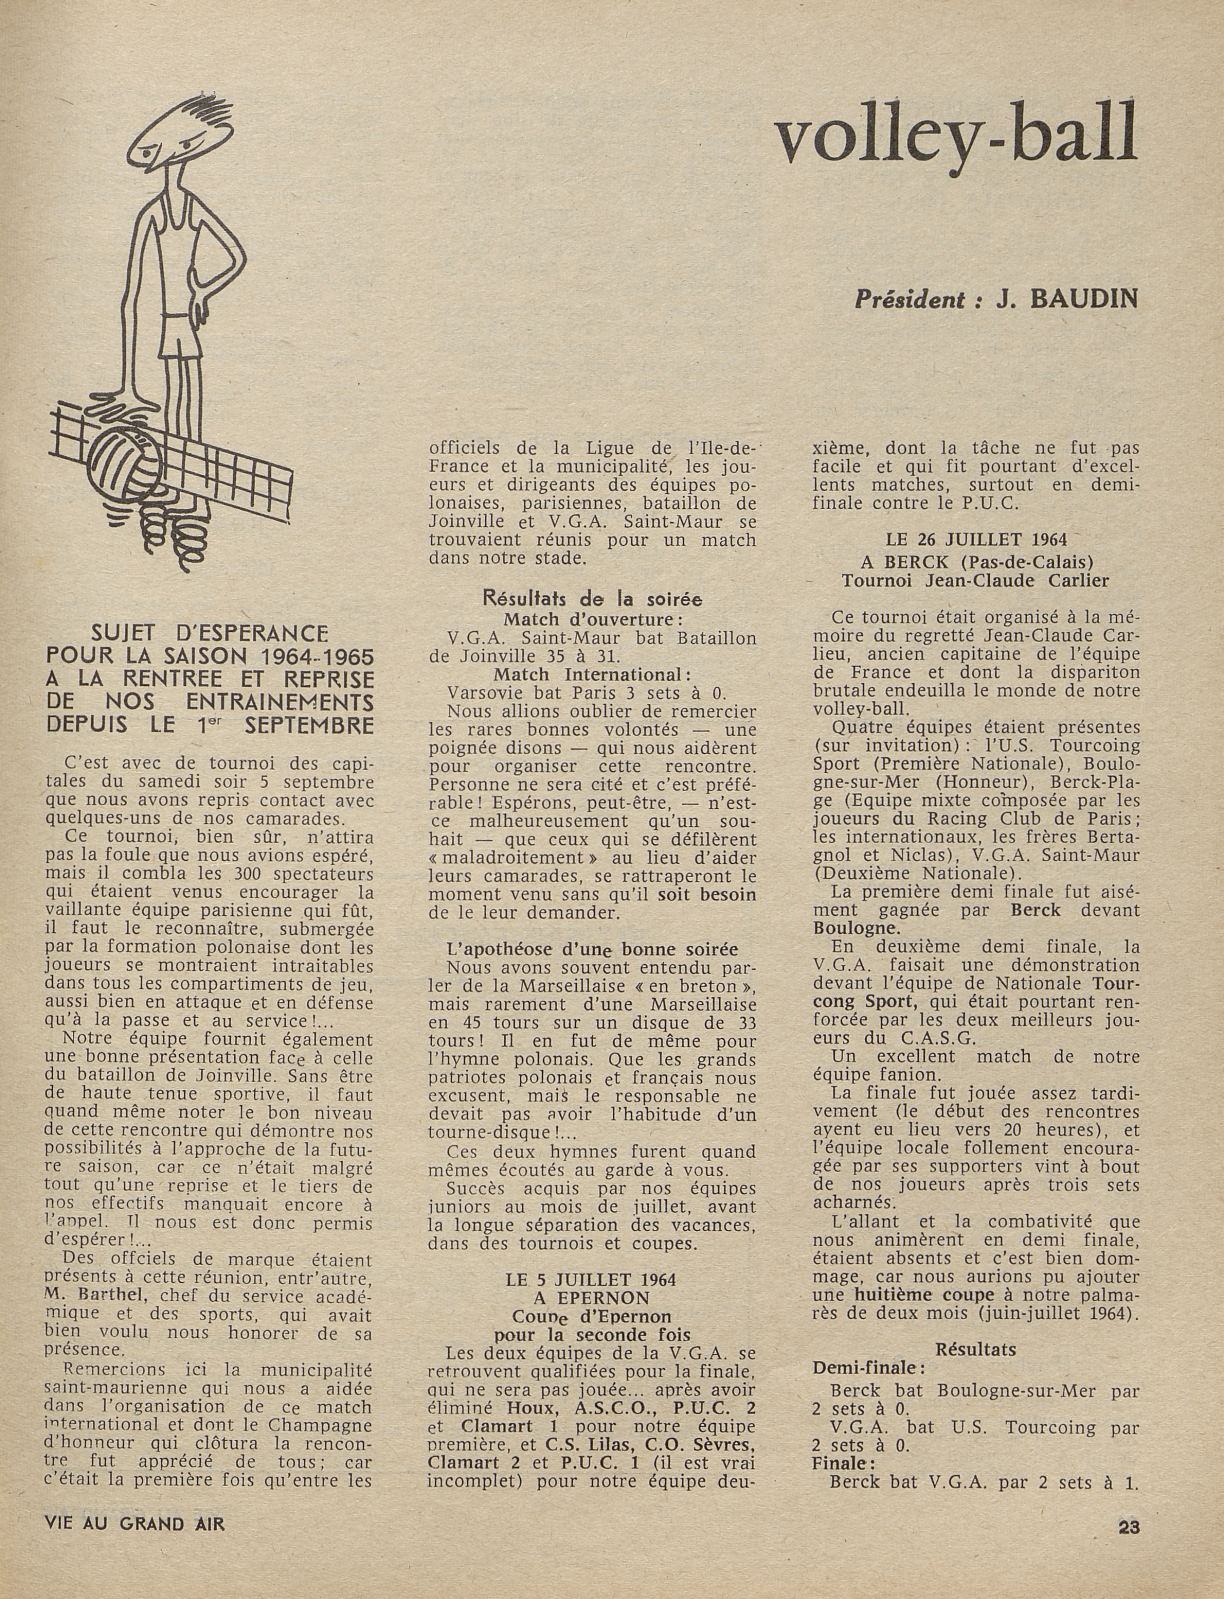 volley-ball
Président : J. BAUDIN
SUJET D'ESPERANCE
POUR LA SAISON 1964-1965
A LA RENTREE ET REPRISE
DE NOS ENTRAINEMENTS
DEPUIS LE 1er SEPTEMBRE
C'est avec de tournoi des capi-
tales du samedi soir 5 septembre
que nous avons repris contact avec
quelques-uns de nos camarades.
Ce tournoi, bien sûr, n'attira
pas la foule que nous avions espéré,
mais il combla les 300 spectateurs
qui étaient venus encourager la
vaillante équipe parisienne qui fût,
il faut le reconnaître, submergée
par la formation polonaise dont les
joueurs se montraient intraitables
dans tous les compartiments de jeu,
aussi bien en attaque et en défense
qu'à la passe et au service !...
Notre équipe fournit également
une bonne présentation face à celle
du bataillon de Joinville. Sans être
de haute tenue sportive, il faut
quand même noter le bon niveau
de cette rencontre qui démontre nos
possibilités à l'approche de la futu-
re saison, car ce n'était malgré
tout qu'une reprise et le tiers de
nos effectifs manquait encore à
l'appel. Il nous est donc permis
d'espérer !...
Des offciels de marque étaient
présents à cette réunion, entr'autre,
M. Barthel, chef du service acadé-
mique et des sports, qui avait
bien voulu nous honorer de sa
présence.
Remercions ici la municipalité
saint-maurienne qui nous a aidée
dans l'organisation de ce match
international et dont le Champagne
d'honneur qui clôtura la rencon-
tre fut apprécié de tous ; car
c'était la première fois qu'entre les
officiels de la Ligue de l'Ile-de-
France et la municipalité, les jou-
eurs et dirigeants des équipes po-
lonaises, parisiennes, bataillon de
Joinville et V.G.A. Saint-Maur se
trouvaient réunis pour un match
dans notre stade.
Résultats de la soirée
Match d'ouverture :
V.G.A. Saint-Maur bat Bataillon
de Joinville 35 à 31.
Match International :
Varsovie bat Paris 3 sets à 0.
Nous allions oublier de remercier
les rares bonnes volontés — une
poignée disons — qui nous aidèrent
pour organiser cette rencontre.
Personne ne sera cité et c'est préfé-
rable ! Espérons, peut-être, — n'est-
ce malheureusement qu'un sou-
hait — que ceux qui se défilèrent
« maladroitement » au lieu d'aider
leurs camarades, se rattraperont le
moment venu sans qu'il soit besoin
de le leur demander.
L'apothéose d'une bonne soirée
Nous avons souvent entendu par-
ler de la Marseillaise « en breton »,
mais rarement d'une Marseillaise
en 45 tours sur un disque de 33
tours ! Il en fut de même pour
l'hymne polonais. Que les grands
patriotes polonais et français nous
excusent, mais le responsable ne
devait pas avoir l'habitude d'un
tourne-disque !...
Ces deux hymnes furent quand
mêmes écoutés au garde à vous.
Succès acquis par nos équipes
juniors au mois de juillet, avant
la longue séparation des vacances,
dans des tournois et coupes.
LE 5 JUILLET 1964
A EPERNON
Coupe d'Epernon
pour la seconde fois
Les deux équipes de la V.G.A. se
retrouvent qualifiées pour la finale,
qui ne sera pas jouée... après avoir
éliminé Houx, A.S.C.O., P.U.C. 2
et Clamart 1 pour notre équipe
première, et C.S. Lilas, C.O. Sèvres,
Clamart 2 et P.U.C. 1 (il est vrai
incomplet) pour notre équipe deu-
xième, dont la tâche ne fut pas
facile et qui fit pourtant d'excel-
lents matches, surtout en demi-
finale contre le P.U.C.
LE 26 JUILLET 1964
A BERCK (Pas-de-Calais)
Tournoi Jean-Claude Carlier
Ce tournoi était organisé à la mé-
moire du regretté Jean-Claude Car-
lieu, ancien capitaine de l'équipe
de France et dont la dispariton
brutale endeuilla le monde de notre
volley-ball.
Quatre équipes étaient présentes
(sur invitation) : l'U.S. Tourcoing
Sport (Première Nationale), Boulo-
gne-sur-Mer (Honneur), Berck-Pla-
ge (Equipe mixte composée par les
joueurs du Racing Club de Paris ;
les internationaux, les frères Berta-
gnol et Niclas), V.G.A. Saint-Maur
(Deuxième Nationale).
La première demi finale fut aisé-
ment gagnée par Berck devant
Boulogne.
En deuxième demi finale, la
V.G.A. faisait une démonstration
devant l'équipe de Nationale Tour-
cong Sport, qui était pourtant ren-
forcée par les deux meilleurs jou-
eurs du C.A.S.G.
Un excellent match de notre
équipe fanion.
La finale fut jouée assez tardi-
vement (le début des rencontres
ayent eu lieu vers 20 heures), et
l'équipe locale follement encoura-
gée par ses supporters vint à bout
de nos joueurs après trois sets
acharnés.
L'allant et la combativité que
nous animèrent en demi finale,
étaient absents et c'est bien dom-
mage, car nous aurions pu ajouter
une huitième coupe à notre palma-
rès de deux mois (juin-juillet 1964).
Résultats
Demi-finale :
Berck bat Boulogne-sur-Mer par
2 sets à 0.
V.G.A. bat U.S. Tourcoing par
2 sets à 0.
Finale :
Berck bat V.G.A. par 2 sets à 1.
VIE AU GRAND AIR
23